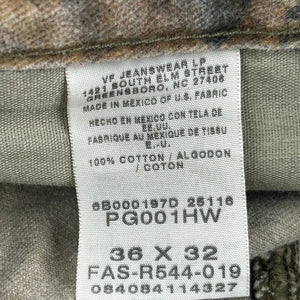 VF JEANSWEAR LP
1421 SOUTH ELM STREET
GREENSBORO, NC 27406
MADE IN MEXICO OF U.S. FABRIC
HECHO EN MEXICO CON TELA DE
EE.UU.
FABRIQUE AU MEXIQUE DE TISSU
E.-U.
100% COTTON / ALGODON
/ COTON
6B000197D 25116
PG001HW
36 X 32
FAS-R544-019
084084114327